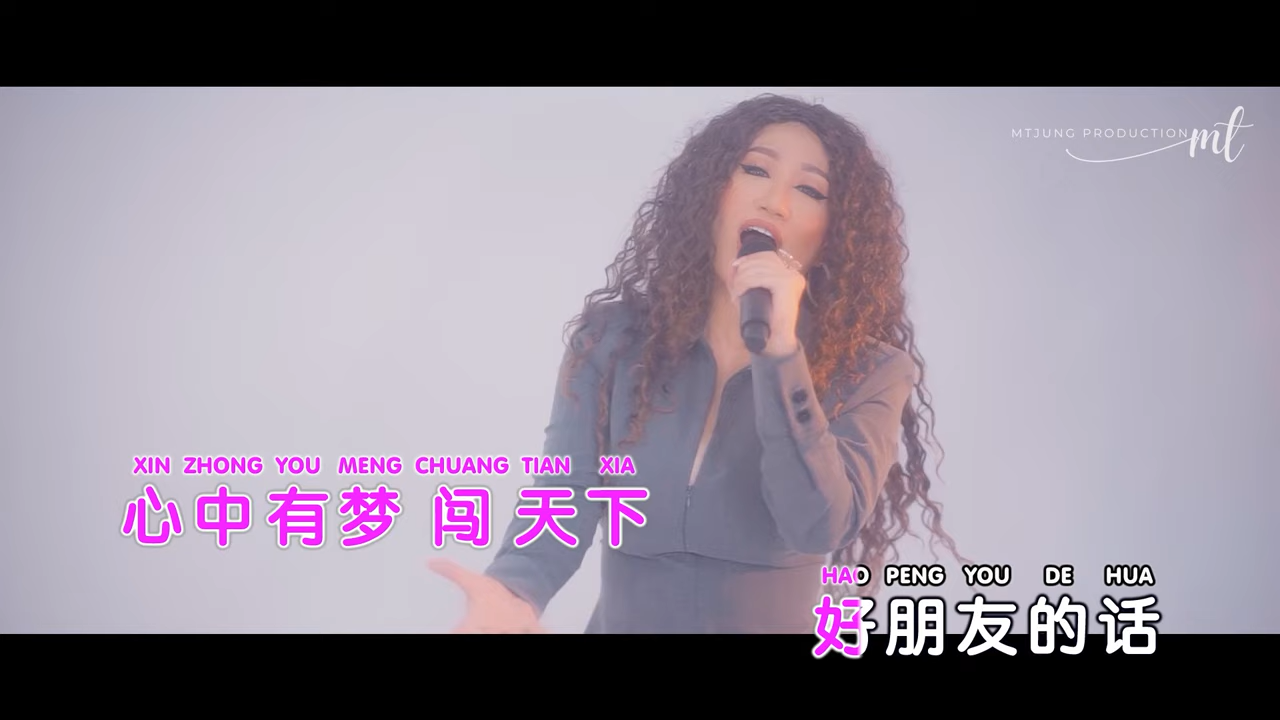 MTJUNG PRODUCTION mt
XIN ZHONG YOU MENG CHUANG TIAN XIA
心中有梦 闯天下
HAO PENG YOU DE HUA
好朋友的话